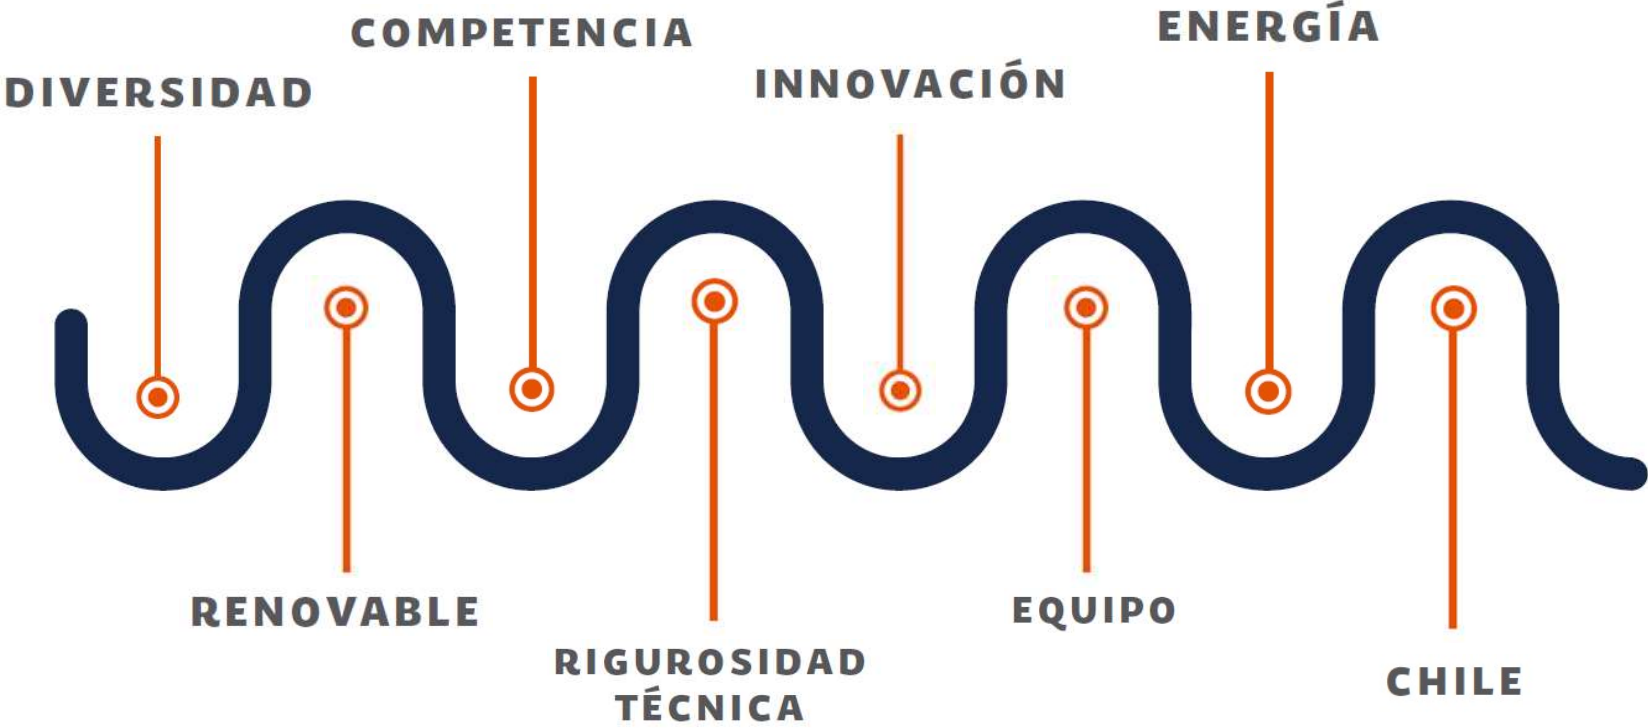 DIVERSIDAD
COMPETENCIA
INNOVACIÓN
ENERGÍA
RENOVABLE
RIGUROSIDAD
TÉCNICA
EQUIPO
CHILE